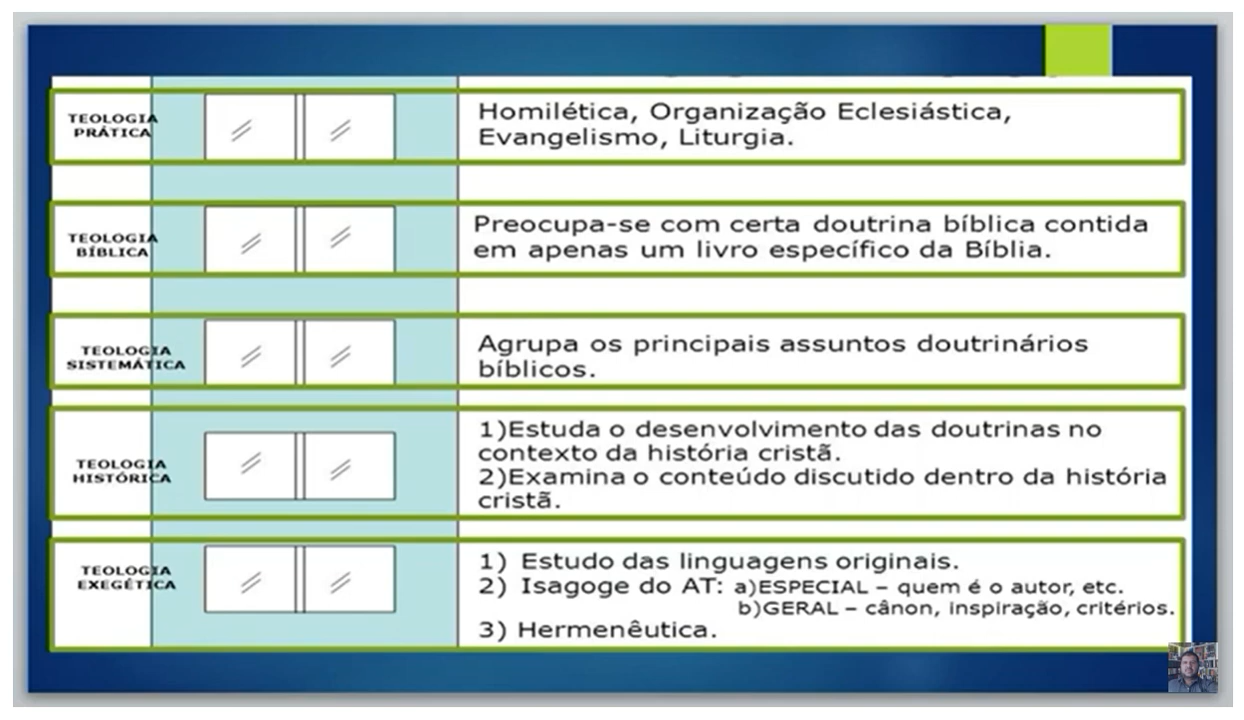 TEOLOGIA
PRÁTICA
Homilética, Organização Eclesiástica,
Evangelismo, Liturgia.
TEOLOGIA
BÍBLICA
Preocupa-se com certa doutrina bíblica contida
em apenas um livro específico da Bíblia.
TEOLOGIA
SISTEMÁTICA
Agrupa os principais assuntos doutrinários
bíblicos.
TEOLOGIA
HISTÓRICA
1)Estuda o desenvolvimento das doutrinas no
contexto da história cristã.
2)Examina o conteúdo discutido dentro da história
cristã.
TEOLOGIA
EXEGÉTICA
1) Estudo das linguagens originais.
2) Isagoge do AT: a)ESPECIAL – quem é o autor, etc.
b)GERAL – cânon, inspiração, critérios.
3) Hermenêutica.